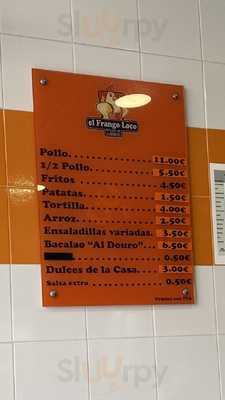 Sluurpy
el Frango Loco
Pollo.................... 11.00€
1/2 Pollo............... 5.50€
Fritos .................. 4.50€
Patatas................. 1.50€
Tortilla................. 4.00€
Arroz.................... 2.50€
Ensaladillas variadas. 3.50€
Bacalao "Al Douro"... 6.50€
................. 0.50€
Dulces de la Casa.... 3.00€
Salsa extra ............ 0.50€
Sluurpy